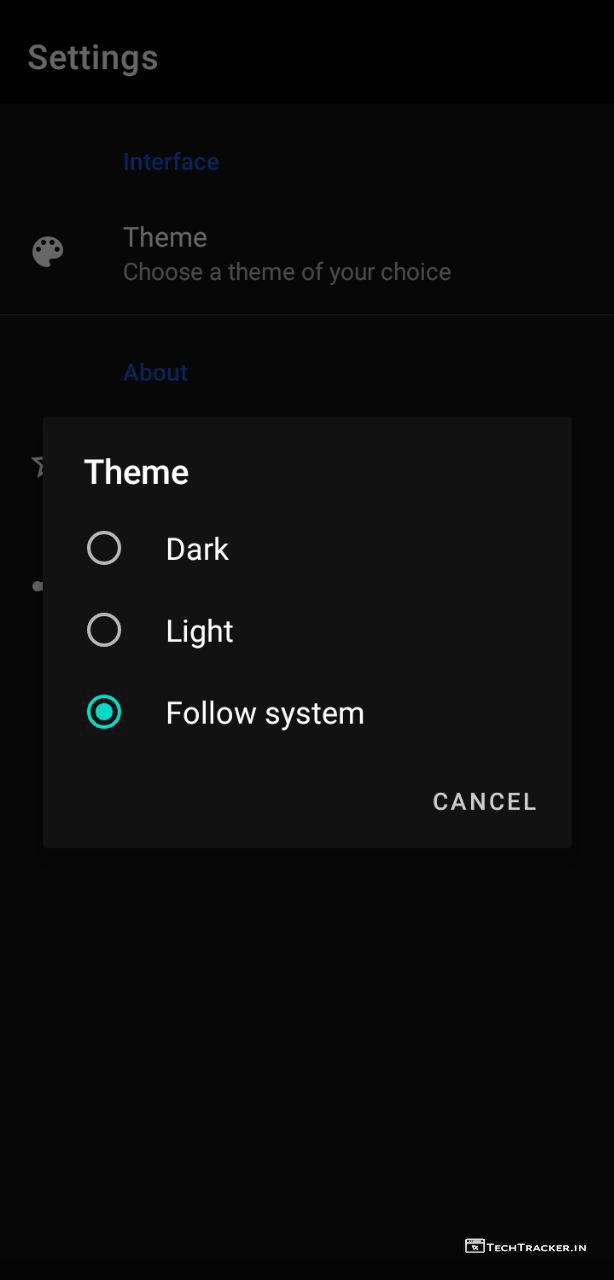 Settings
Interface
Theme
Choose a theme of your choice
About
Theme
Dark
Light
Follow system
CANCEL
TECHTRACKER.IN